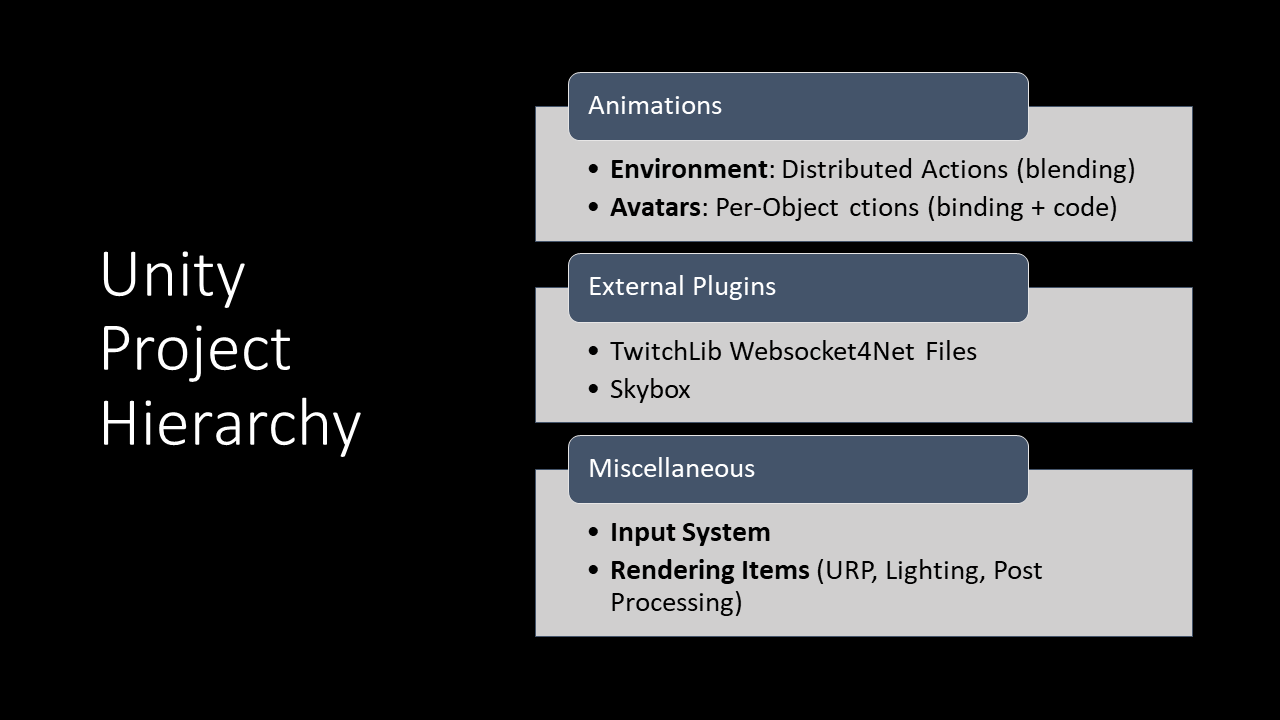 Unity
Project
Hierarchy
Animations
• Environment: Distributed Actions (blending)
• Avatars: Per-Object ctions (binding + code)
External Plugins
• TwitchLib Websocket4Net Files
• Skybox
Miscellaneous
• Input System
• Rendering Items (URP, Lighting, Post
Processing)